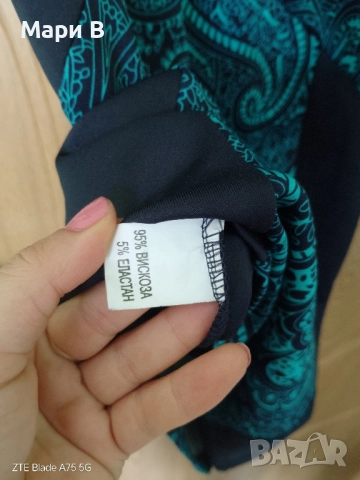 Мари В
95% ВИСКОЗА
5% ЕЛАСТАН
ZTE Blade A75 5G
BAZAR